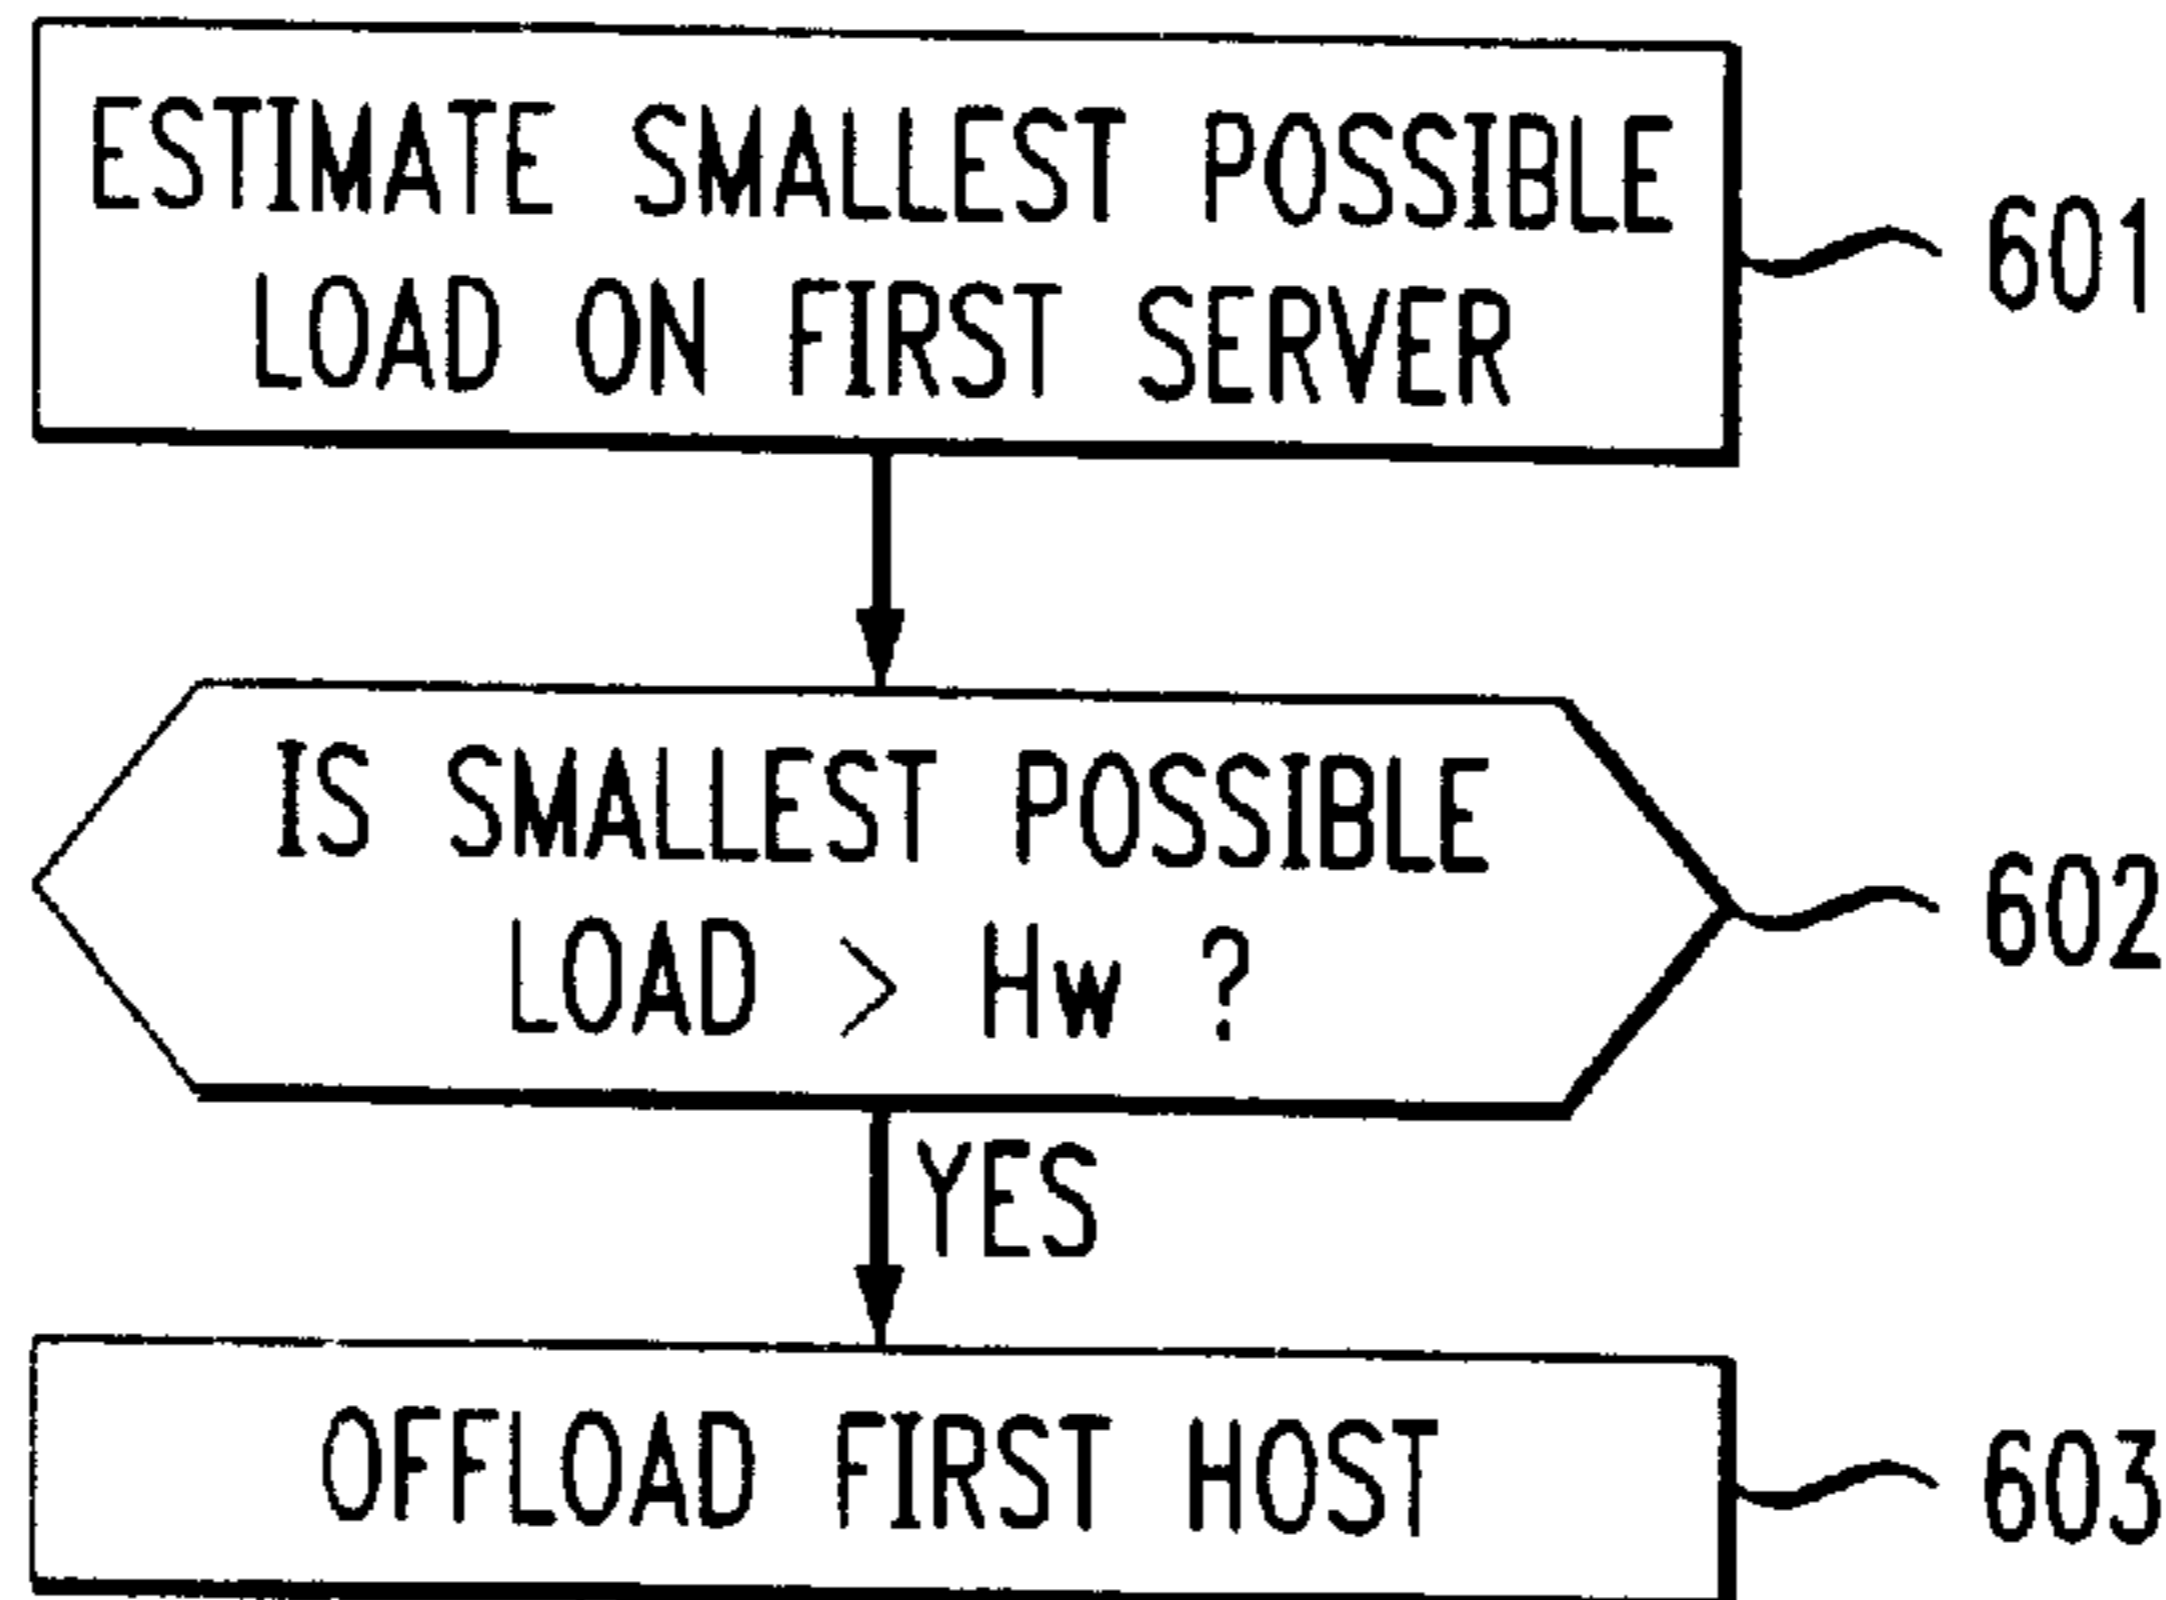 ESTIMATE SMALLEST POSSIBLE
LOAD ON FIRST SERVER
601
IS SMALLEST POSSIBLE
LOAD > Hw ?
602
YES
OFFLOAD FIRST HOST
603